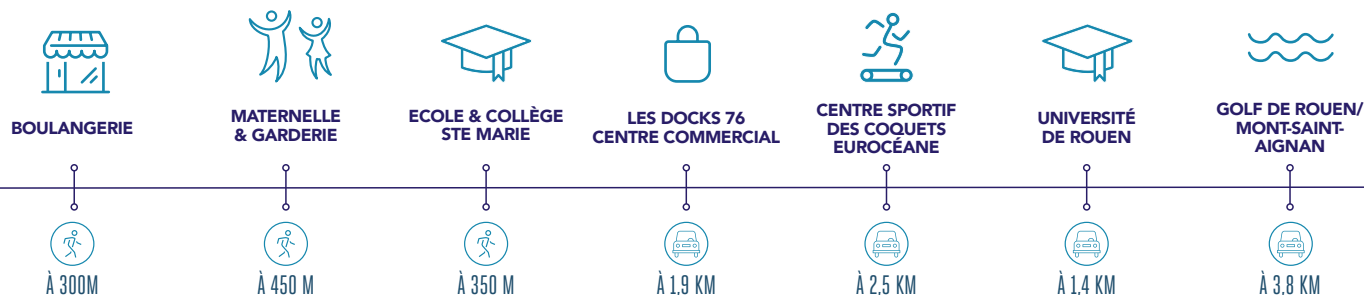 BOULANGERIE
MATERNELLE
& GARDERIE
ECOLE & COLLÈGE
STE MARIE
LES DOCKS 76
CENTRE COMMERCIAL
CENTRE SPORTIF
DES COQUETS
EUROCÉANE
UNIVERSITÉ
DE ROUEN
GOLF DE ROUEN/
MONT-SAINT-
AIGNAN
À 300M
À 450 M
À 350 M
À 1,9 KM
À 2,5 KM
À 1,4 KM
À 3,8 KM